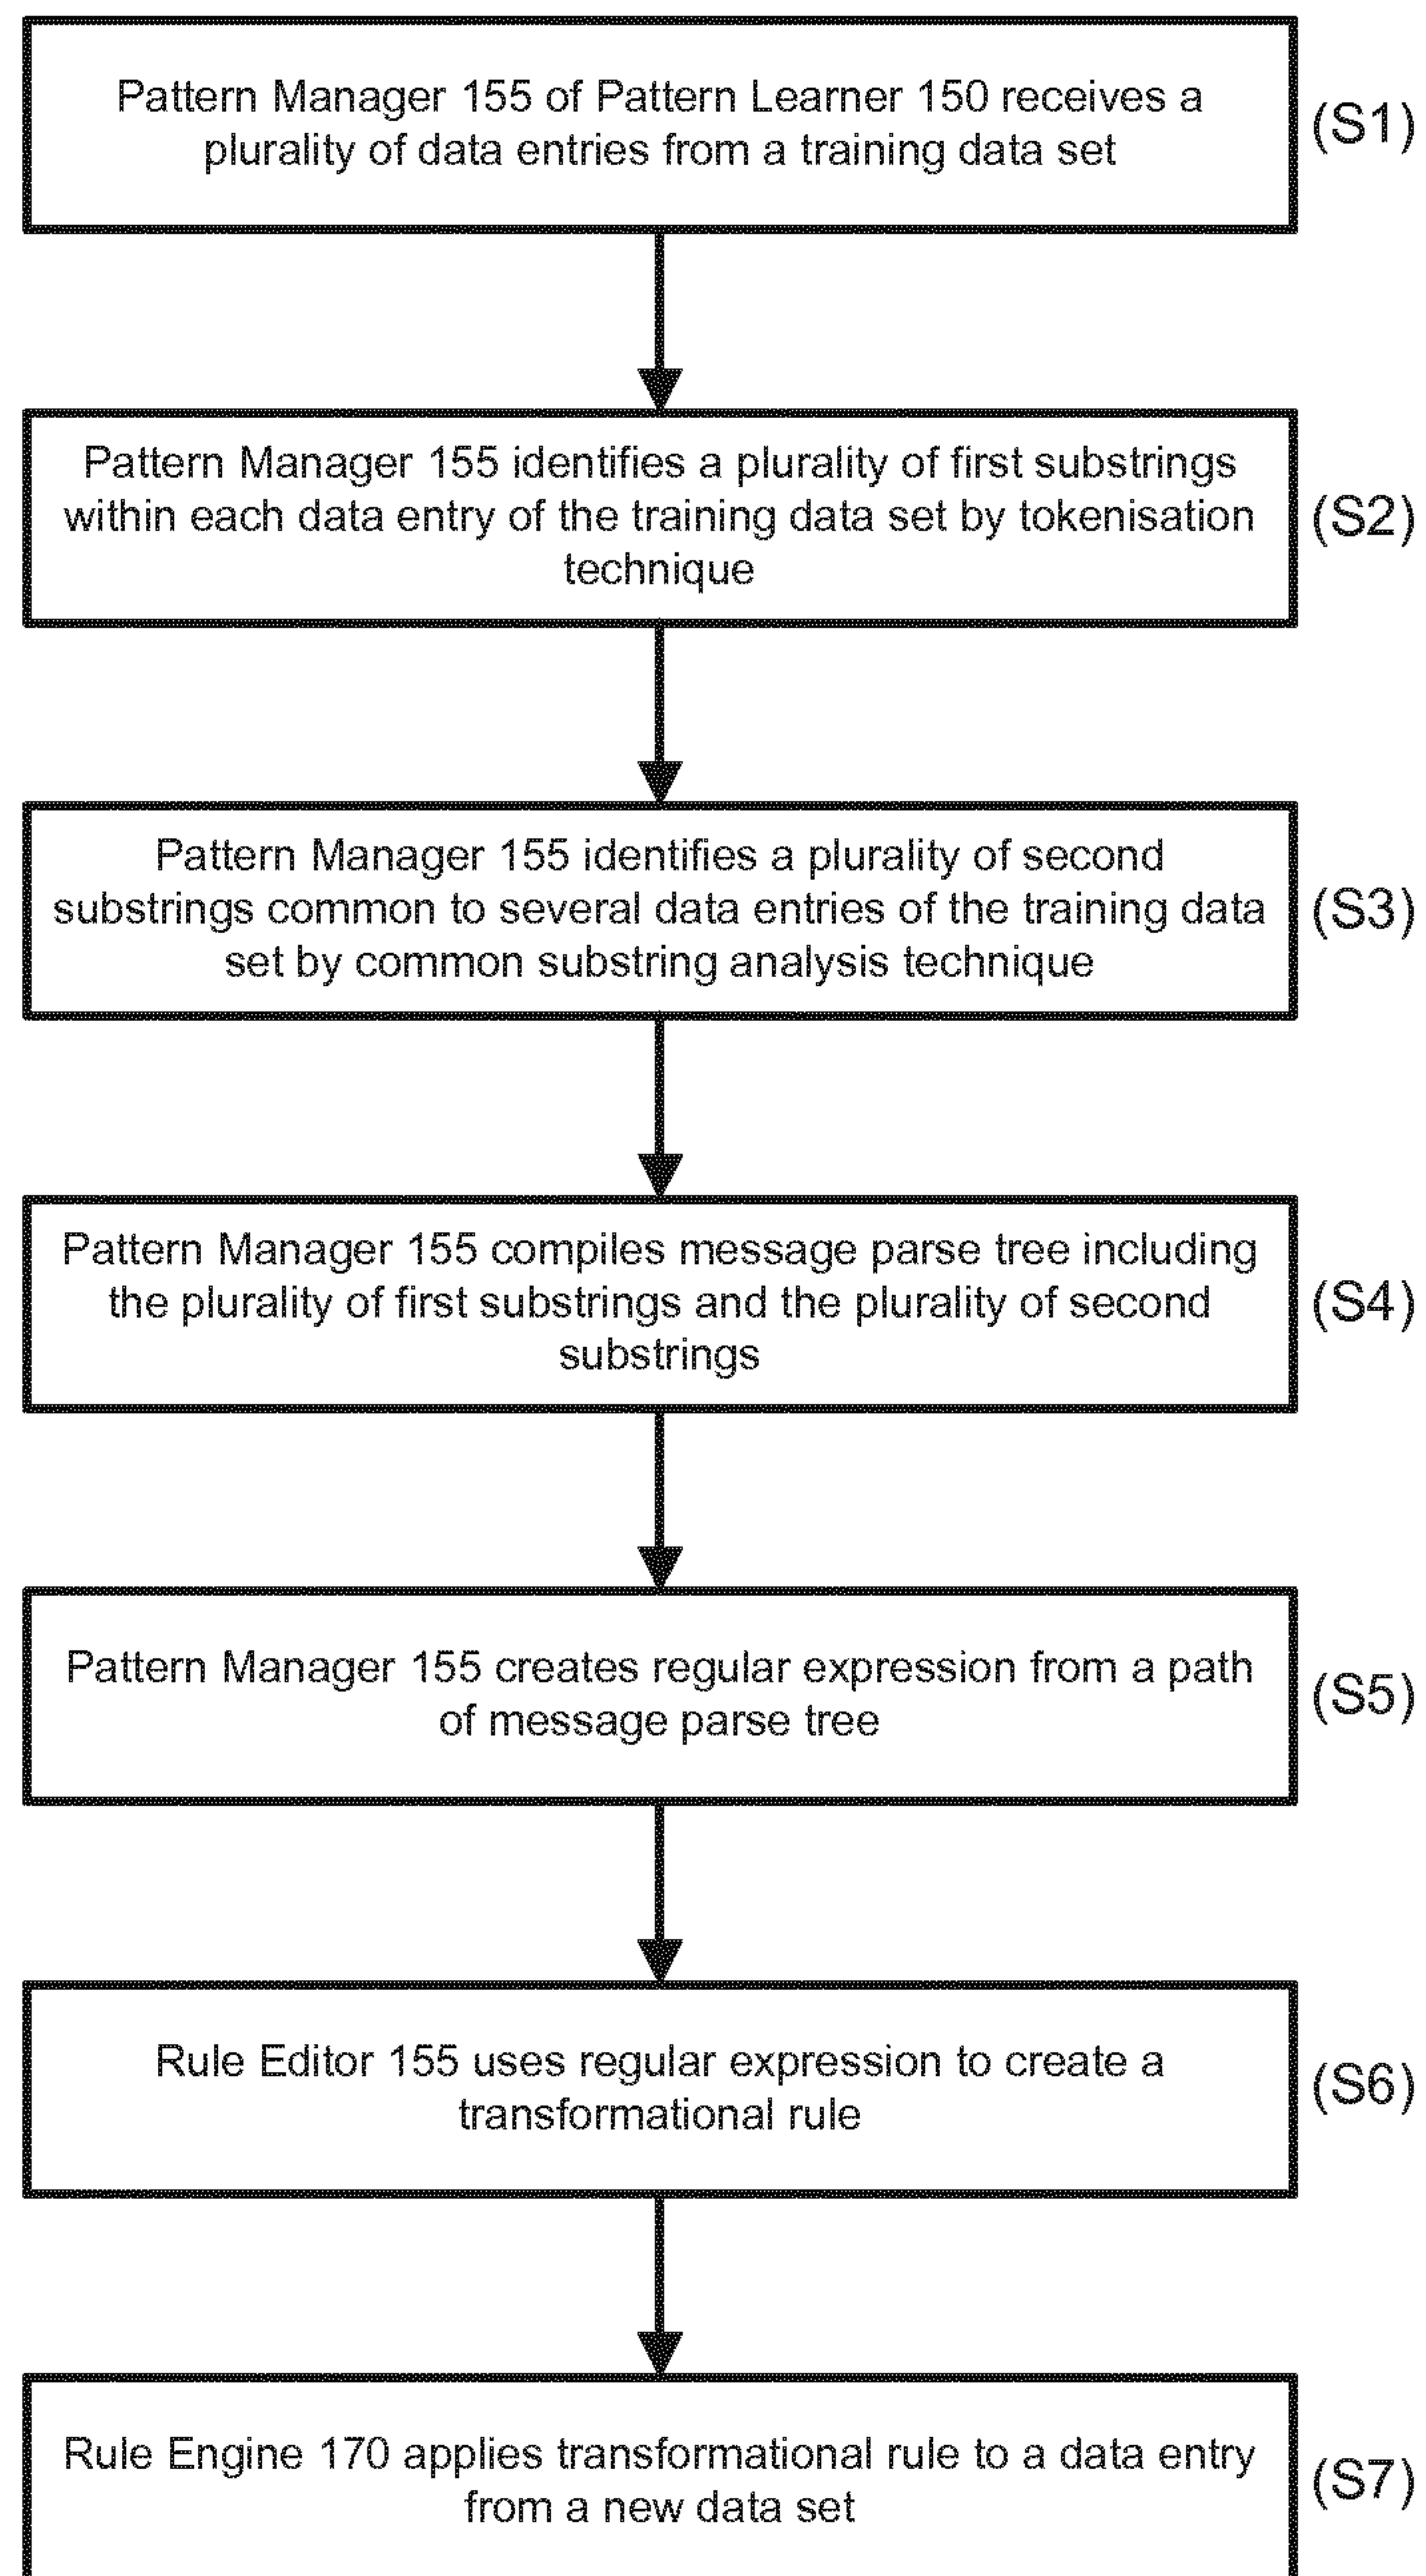 Pattern Manager 155 of Pattern Learner 150 receives a
plurality of data entries from a training data set
(S1)
Pattern Manager 155 identifies a plurality of first substrings
within each data entry of the training data set by tokenisation
technique
(S2)
Pattern Manager 155 identifies a plurality of second
substrings common to several data entries of the training data
set by common substring analysis technique
(S3)
Pattern Manager 155 compiles message parse tree including
the plurality of first substrings and the plurality of second
substrings
(S4)
Pattern Manager 155 creates regular expression from a path
of message parse tree
(S5)
Rule Editor 155 uses regular expression to create a
transformational rule
(S6)
Rule Engine 170 applies transformational rule to a data entry
from a new data set
(S7)